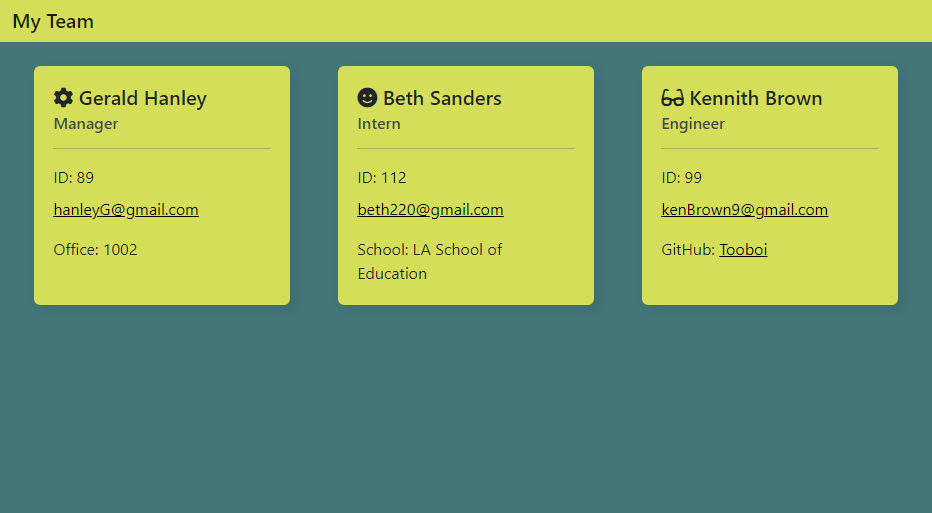 My Team
Gerald Hanley
Manager
ID: 89
hanleyG@gmail.com
Office: 1002
Beth Sanders
Intern
ID: 112
beth220@gmail.com
School: LA School of
Education
Kennith Brown
Engineer
ID: 99
kenBrown9@gmail.com
GitHub: Tooboi